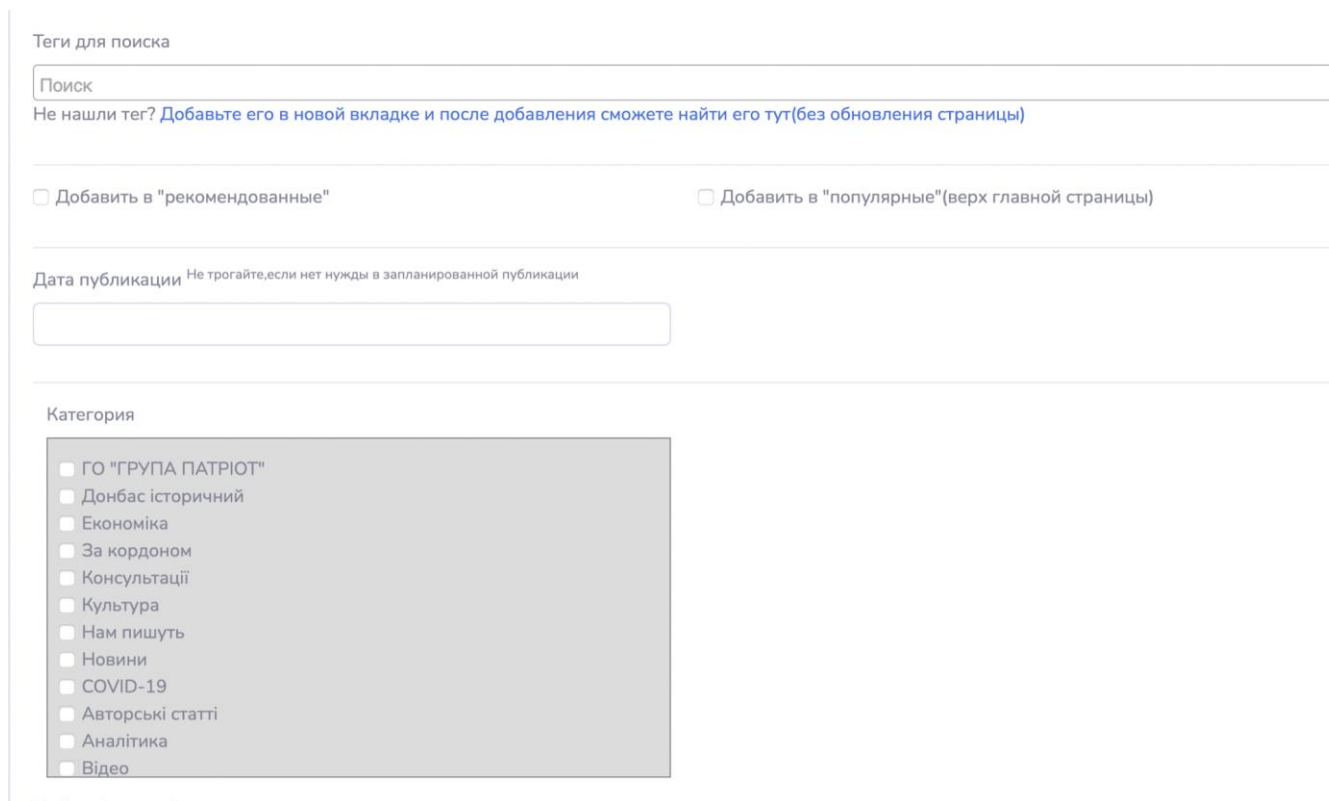 Теги для поиска
Поиск
Не нашли тег? Добавьте его в новой вкладке и после добавления сможете найти его тут(без обновления страницы)
Добавить в "рекомендованные"
Добавить в "популярные"(верх главной страницы)
Дата публикации Не трогайте,если нет нужды в запланированной публикации
Категория
ГО "ГРУПА ПАТРІОТ"
Донбас історичний
Економіка
За кордоном
Консультації
Культура
Нам пишуть
Новини
COVID-19
Авторські статті
Аналітика
Відео